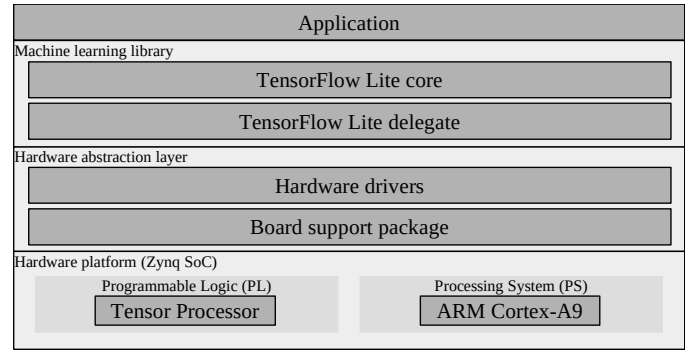 Application
Machine learning library
TensorFlow Lite core
TensorFlow Lite delegate
Hardware abstraction layer
Hardware drivers
Board support package
Hardware platform (Zynq SoC)
Programmable Logic (PL)
Tensor Processor
Processing System (PS)
ARM Cortex-A9